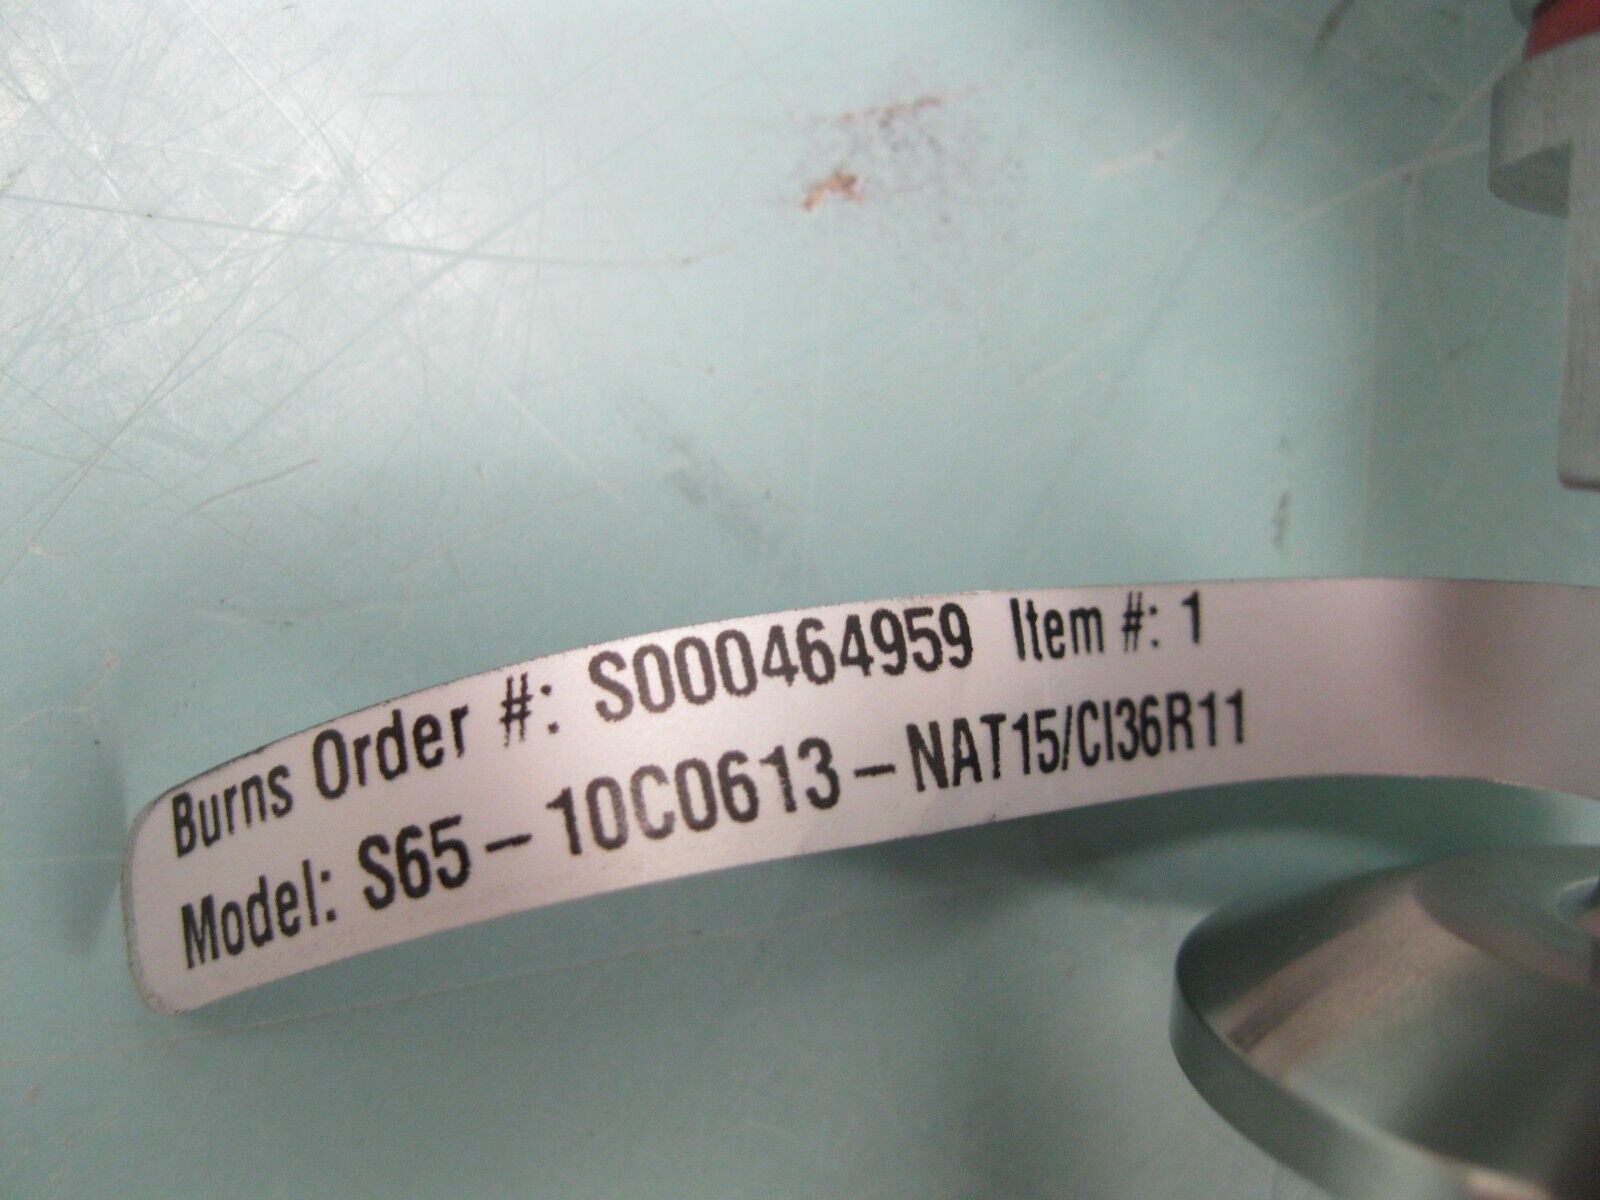 Burns Order #: S000464959 Item #: 1
Model: S65-10C0613-NAT15/CI36R11